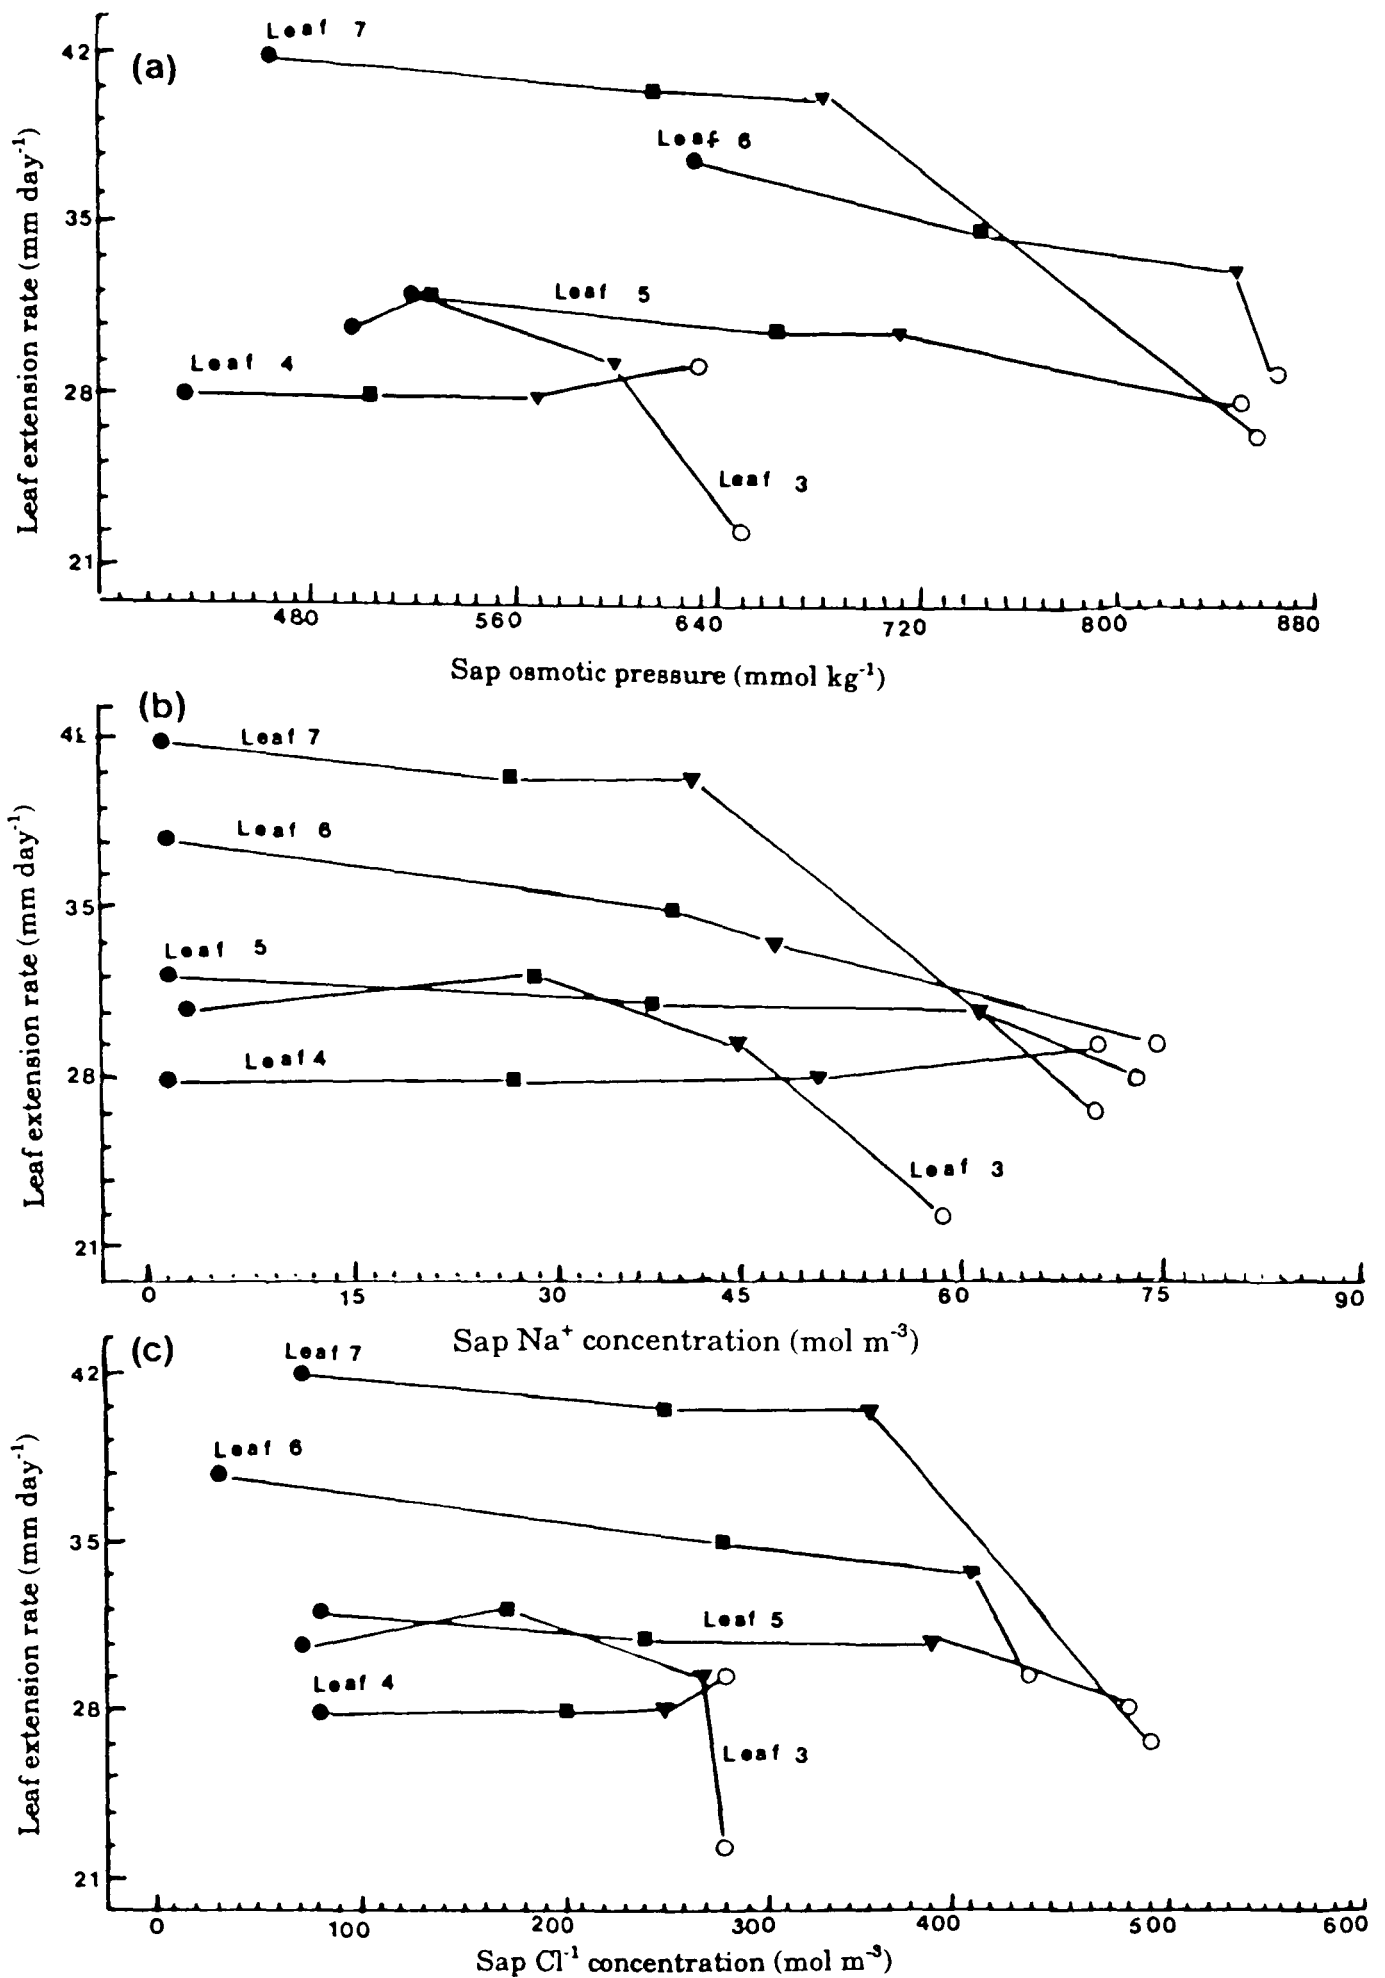 (a)
Leaf 7
42
Leaf 6
35
Leaf 5
Leaf 4
28
Leaf 3
21
Leaf extension rate (mm day⁻¹)
480 560 640 720 800 880
Sap osmotic pressure (mmol kg⁻¹)
(b)
41
Leaf 7
Leaf 6
35
Leaf 5
Leaf 4
28
Leaf 3
21
Leaf extension rate (mm day⁻¹)
0 15 30 45 60 75 90
Sap Na⁺ concentration (mol m⁻³)
(c)
Leaf 7
42
Leaf 6
35
Leaf 5
Leaf 4
28
Leaf 3
21
Leaf extension rate (mm day⁻¹)
0 100 200 300 400 500 600
Sap Cl⁻¹ concentration (mol m⁻³)